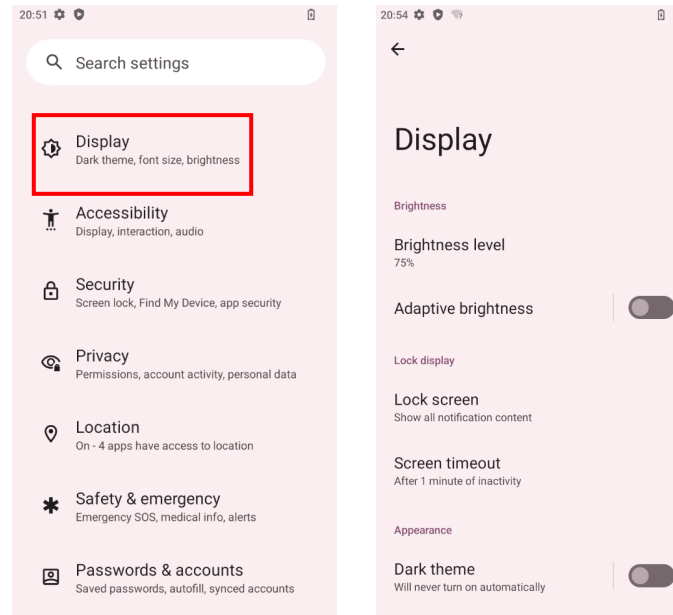 20:51
Search settings
Display
Dark theme, font size, brightness
Accessibility
Display, interaction, audio
Security
Screen lock, Find My Device, app security
Privacy
Permissions, account activity, personal data
Location
On - 4 apps have access to location
Safety & emergency
Emergency SOS, medical info, alerts
Passwords & accounts
Saved passwords, autofill, synced accounts
20:54
Display
Brightness
Brightness level
75%
Adaptive brightness
Lock display
Lock screen
Show all notification content
Screen timeout
After 1 minute of inactivity
Appearance
Dark theme
Will never turn on automatically